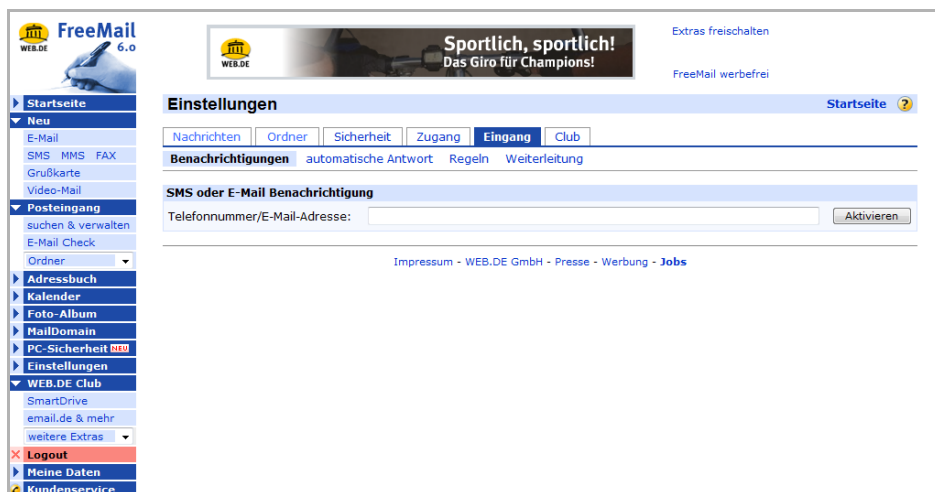 FreeMail
WEB.DE 6.0
WEB.DE
Sportlich, sportlich!
Das Giro für Champions!
Extras freischalten
FreeMail werbefrei
Startseite
Neu
E-Mail
SMS MMS FAX
Grußkarte
Video-Mail
Posteingang
suchen & verwalten
E-Mail Check
Ordner
Adressbuch
Kalender
Foto-Album
MailDomain
PC-Sicherheit NEU
Einstellungen
WEB.DE Club
SmartDrive
email.de & mehr
weitere Extras
Logout
Meine Daten
Kundenservice
Einstellungen Startseite ?
Nachrichten Ordner Sicherheit Zugang Eingang Club
Benachrichtigungen automatische Antwort Regeln Weiterleitung
SMS oder E-Mail Benachrichtigung
Telefonnummer/E-Mail-Adresse: Aktivieren
Impressum - WEB.DE GmbH - Presse - Werbung - Jobs